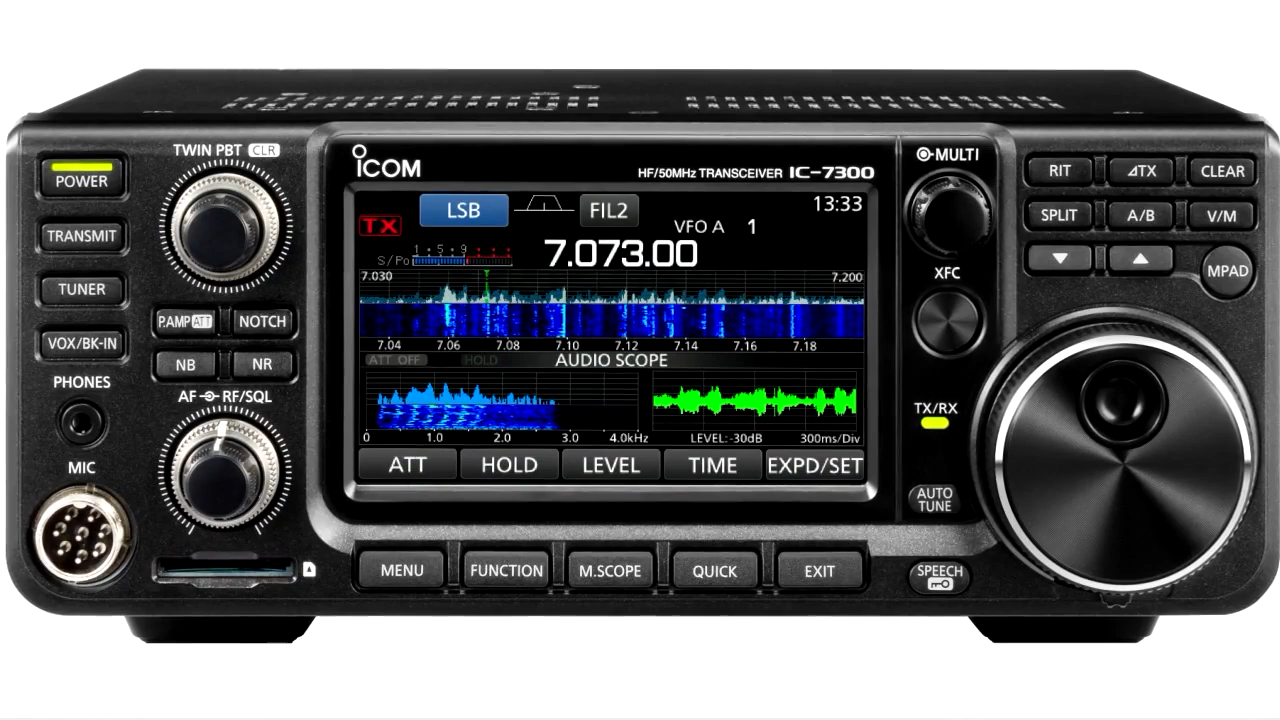 TWIN PBT CLR
POWER
TRANSMIT
TUNER
VOX/BK-IN
PHONES
MIC
P.AMP ATT
NOTCH
NB
NR
AF RF/SQL
ICOM
HF/50MHz TRANSCEIVER IC-7300
TX
LSB
FIL2
13:33
VFO A 1
S/Po 1 • 5 • 9
7.073.00
7.030 7.200
7.04 7.06 7.08 7.10 7.12 7.14 7.16 7.18
ATT OFF HOLD AUDIO SCOPE
0 1.0 2.0 3.0 4.0kHz LEVEL:-30dB 300ms/Div
ATT HOLD LEVEL TIME EXPD/SET
MENU FUNCTION M.SCOPE QUICK EXIT
MULTI
XFC
TX/RX
AUTO
TUNE
SPEECH
RIT ⊿TX CLEAR
SPLIT A/B V/M
▼ ▲
MPAD